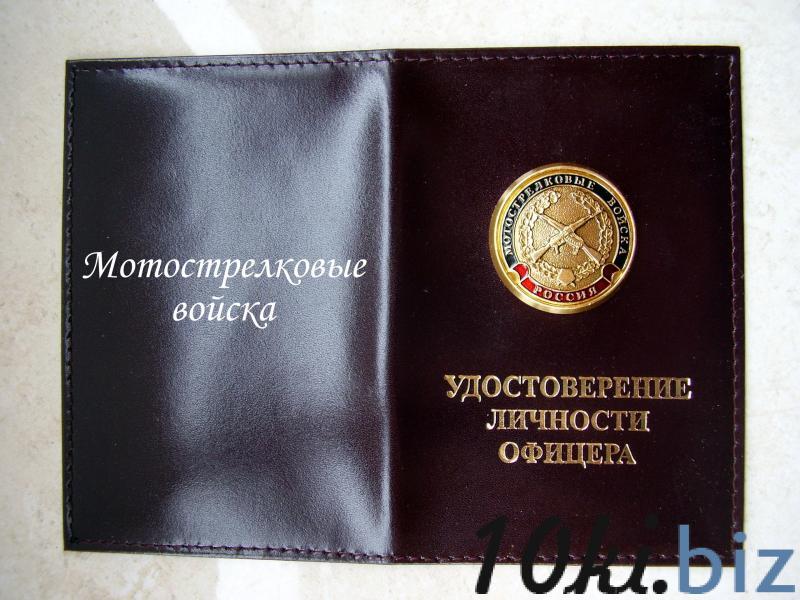 Мотострелковые
войска
МОТОСТРЕЛКОВЫЕ ВОЙСКА
РОССИЯ
УДОСТОВЕРЕНИЕ
ЛИЧНОСТИ
ОФИЦЕРА
10ki.biz